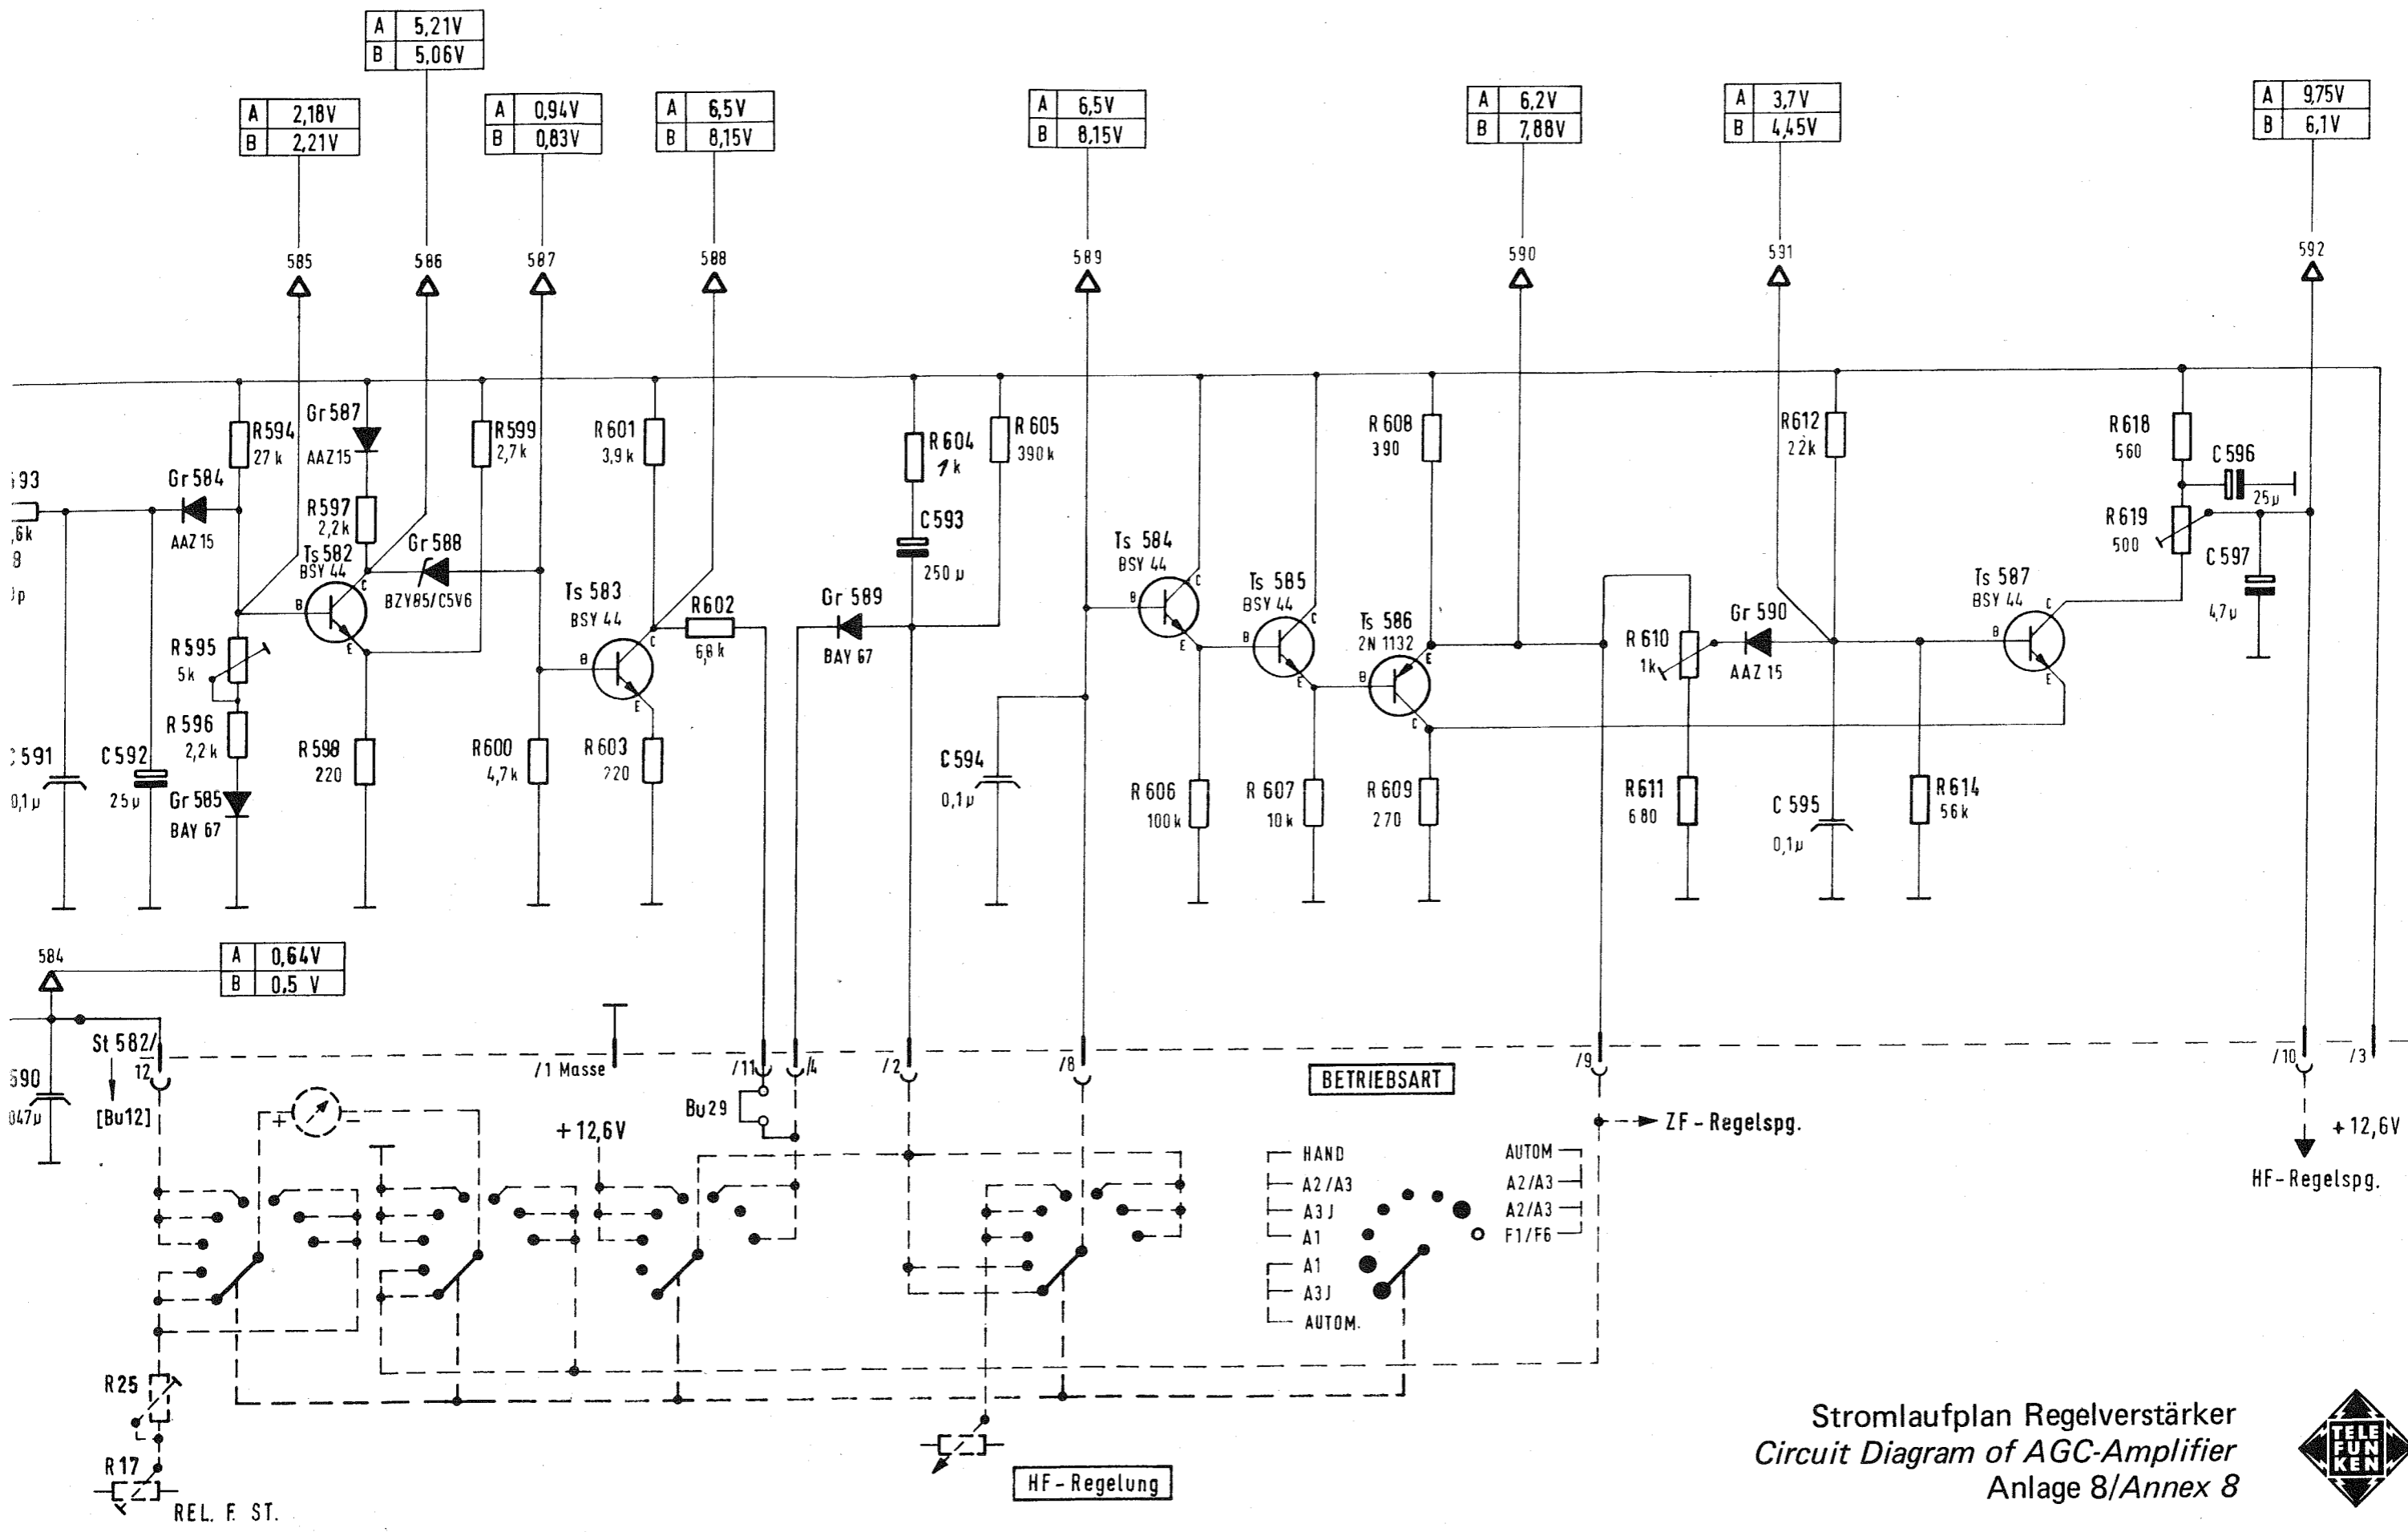 A 5,21V
B 5,06V
A 2,18V
B 2,21V
A 0,94V
B 0,83V
A 6,5V
B 8,15V
A 6,5V
B 8,15V
A 6,2V
B 7,88V
A 3,7V
B 4,45V
A 9,75V
B 6,1V
585
586
587
588
589
590
591
592
593
,6k
8
R594
27k
Gr 584
AAZ15
Gr 587
AAZ15
R597
2,2k
Ts 582
BSY 44
B
C
E
Gr 588
BZY85/C5V6
R599
2,7k
R601
3,9k
Ts 583
BSY 44
B
C
E
R602
6,8k
R604
1k
R605
390k
C593
250µ
Gr 589
BAY 67
Ts 584
BSY 44
B
C
E
Ts 585
BSY 44
B
C
E
R608
390
Ts 586
2N 1132
B
E
C
R610
1k
Gr 590
AAZ 15
R612
22k
Ts 587
BSY 44
B
C
E
R618
560
C596
25µ
R619
500
C597
4,7µ
R595
5k
R596
2,2k
C591
0,1µ
C592
25µ
Gr 585
BAY 67
R598
220
R600
4,7k
R603
220
C594
0,1µ
R606
100k
R607
10k
R609
270
R611
680
C595
0,1µ
R614
56k
584
A 0,64V
B 0,5 V
590
047µ
St 582/
12
[Bu12]
/1 Masse
/11
/4
/2
/8
/9
/10
/3
Bu29
+
−
+12,6V
BETRIEBSART
ZF-Regelspg.
+12,6V
HF-Regelspg.
HAND
A2/A3
A3J
A1
A1
A3J
AUTOM.
AUTOM
A2/A3
A2/A3
F1/F6
R25
R17
REL. F. ST.
HF-Regelung
Stromlaufplan Regelverstärker
Circuit Diagram of AGC-Amplifier
Anlage 8/Annex 8
TELE
FUN
KEN